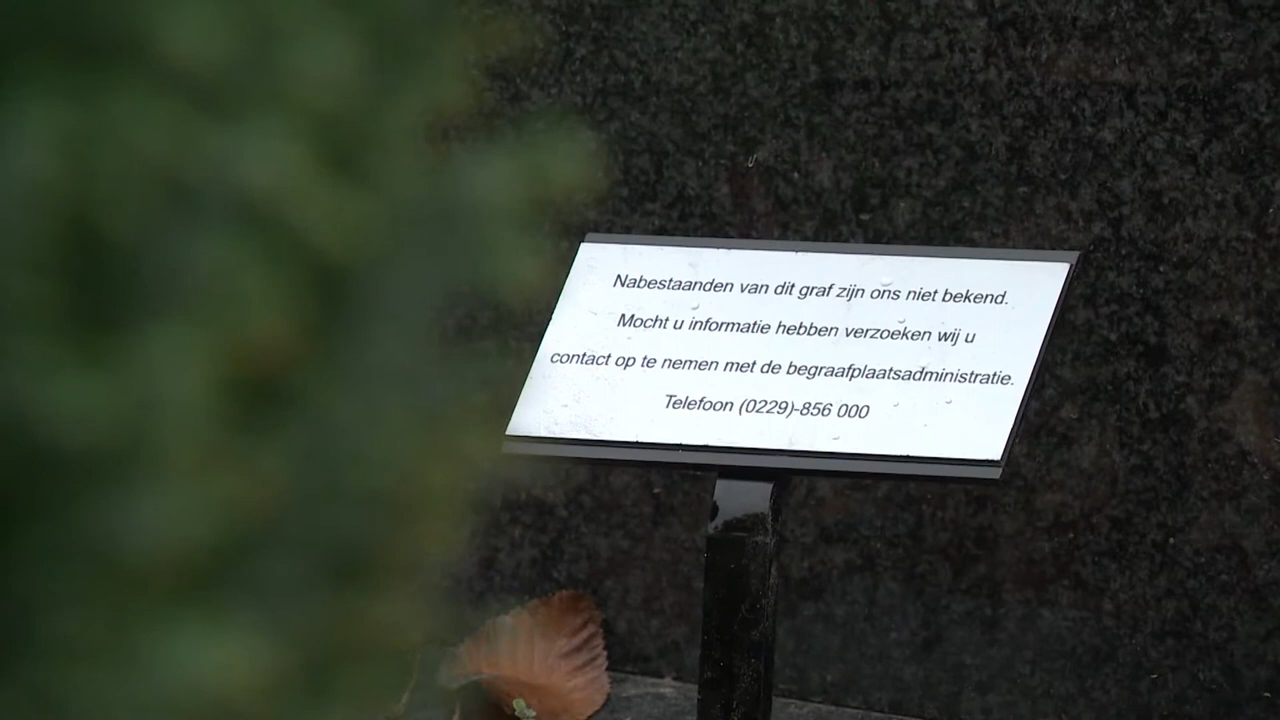 Nabestaanden van dit graf zijn ons niet bekend.
Mocht u informatie hebben verzoeken wij u
contact op te nemen met de begraafplaatsadministratie.
Telefoon (0229)-856 000